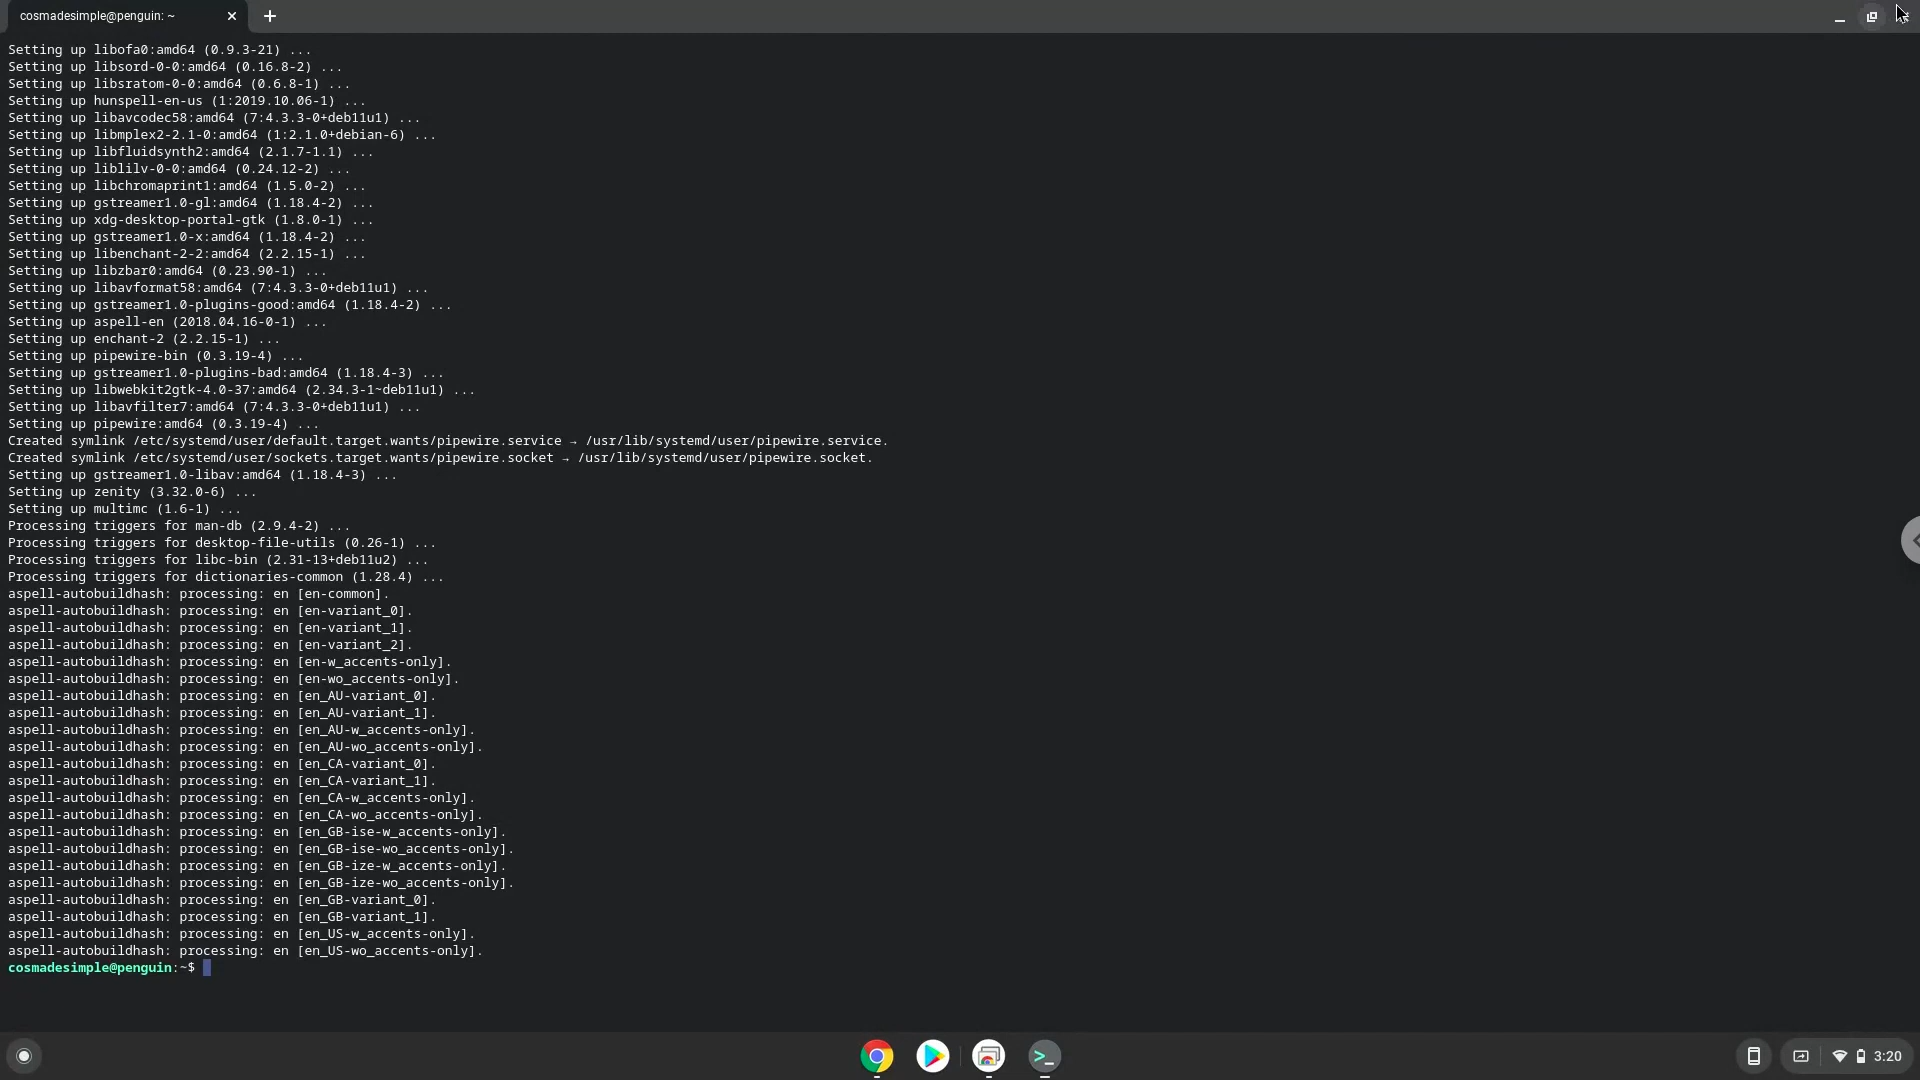 cosmadesimple@penguin: ~
Setting up libofa0:amd64 (0.9.3-21) ...
Setting up libsord-0-0:amd64 (0.16.8-2) ...
Setting up libsratom-0-0:amd64 (0.6.8-1) ...
Setting up hunspell-en-us (1:2019.10.06-1) ...
Setting up libavcodec58:amd64 (7:4.3.3-0+deb11u1) ...
Setting up libmplex2-2.1-0:amd64 (1:2.1.0+debian-6) ...
Setting up libfluidsynth2:amd64 (2.1.7-1.1) ...
Setting up liblilv-0-0:amd64 (0.24.12-2) ...
Setting up libchromaprint1:amd64 (1.5.0-2) ...
Setting up gstreamer1.0-gl:amd64 (1.18.4-2) ...
Setting up xdg-desktop-portal-gtk (1.8.0-1) ...
Setting up gstreamer1.0-x:amd64 (1.18.4-2) ...
Setting up libenchant-2-2:amd64 (2.2.15-1) ...
Setting up libzbar0:amd64 (0.23.90-1) ...
Setting up libavformat58:amd64 (7:4.3.3-0+deb11u1) ...
Setting up gstreamer1.0-plugins-good:amd64 (1.18.4-2) ...
Setting up aspell-en (2018.04.16-0-1) ...
Setting up enchant-2 (2.2.15-1) ...
Setting up pipewire-bin (0.3.19-4) ...
Setting up gstreamer1.0-plugins-bad:amd64 (1.18.4-3) ...
Setting up libwebkit2gtk-4.0-37:amd64 (2.34.3-1~deb11u1) ...
Setting up libavfilter7:amd64 (7:4.3.3-0+deb11u1) ...
Setting up pipewire:amd64 (0.3.19-4) ...
Created symlink /etc/systemd/user/default.target.wants/pipewire.service → /usr/lib/systemd/user/pipewire.service.
Created symlink /etc/systemd/user/sockets.target.wants/pipewire.socket → /usr/lib/systemd/user/pipewire.socket.
Setting up gstreamer1.0-libav:amd64 (1.18.4-3) ...
Setting up zenity (3.32.0-6) ...
Setting up multimc (1.6-1) ...
Processing triggers for man-db (2.9.4-2) ...
Processing triggers for desktop-file-utils (0.26-1) ...
Processing triggers for libc-bin (2.31-13+deb11u2) ...
Processing triggers for dictionaries-common (1.28.4) ...
aspell-autobuildhash: processing: en [en-common].
aspell-autobuildhash: processing: en [en-variant_0].
aspell-autobuildhash: processing: en [en-variant_1].
aspell-autobuildhash: processing: en [en-variant_2].
aspell-autobuildhash: processing: en [en-w_accents-only].
aspell-autobuildhash: processing: en [en-wo_accents-only].
aspell-autobuildhash: processing: en [en_AU-variant_0].
aspell-autobuildhash: processing: en [en_AU-variant_1].
aspell-autobuildhash: processing: en [en_AU-w_accents-only].
aspell-autobuildhash: processing: en [en_AU-wo_accents-only].
aspell-autobuildhash: processing: en [en_CA-variant_0].
aspell-autobuildhash: processing: en [en_CA-variant_1].
aspell-autobuildhash: processing: en [en_CA-w_accents-only].
aspell-autobuildhash: processing: en [en_CA-wo_accents-only].
aspell-autobuildhash: processing: en [en_GB-ise-w_accents-only].
aspell-autobuildhash: processing: en [en_GB-ise-wo_accents-only].
aspell-autobuildhash: processing: en [en_GB-ize-w_accents-only].
aspell-autobuildhash: processing: en [en_GB-ize-wo_accents-only].
aspell-autobuildhash: processing: en [en_GB-variant_0].
aspell-autobuildhash: processing: en [en_GB-variant_1].
aspell-autobuildhash: processing: en [en_US-w_accents-only].
aspell-autobuildhash: processing: en [en_US-wo_accents-only].
cosmadesimple@penguin:~$
3:20